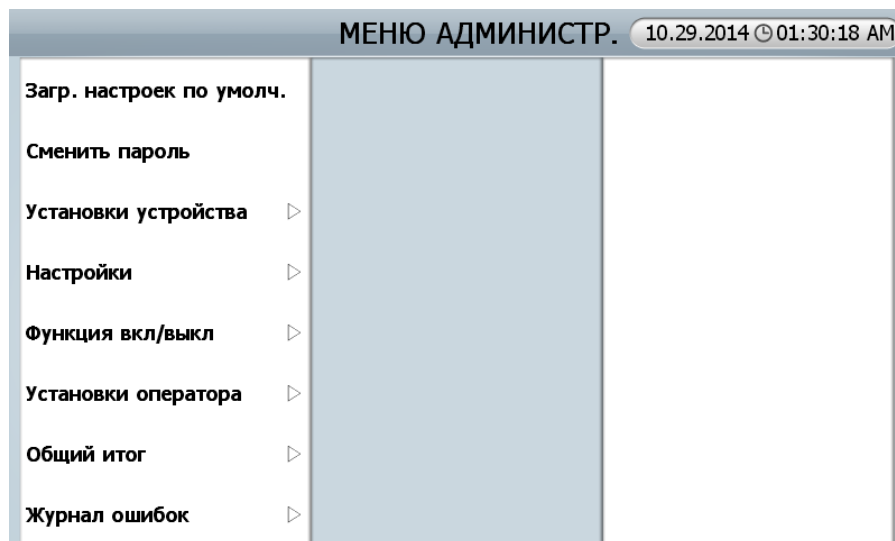 МЕНЮ АДМИНИСТР. 10.29.2014 01:30:18 AM
Загр. настроек по умолч.
Сменить пароль
Установки устройства
Настройки
Функция вкл/выкл
Установки оператора
Общий итог
Журнал ошибок